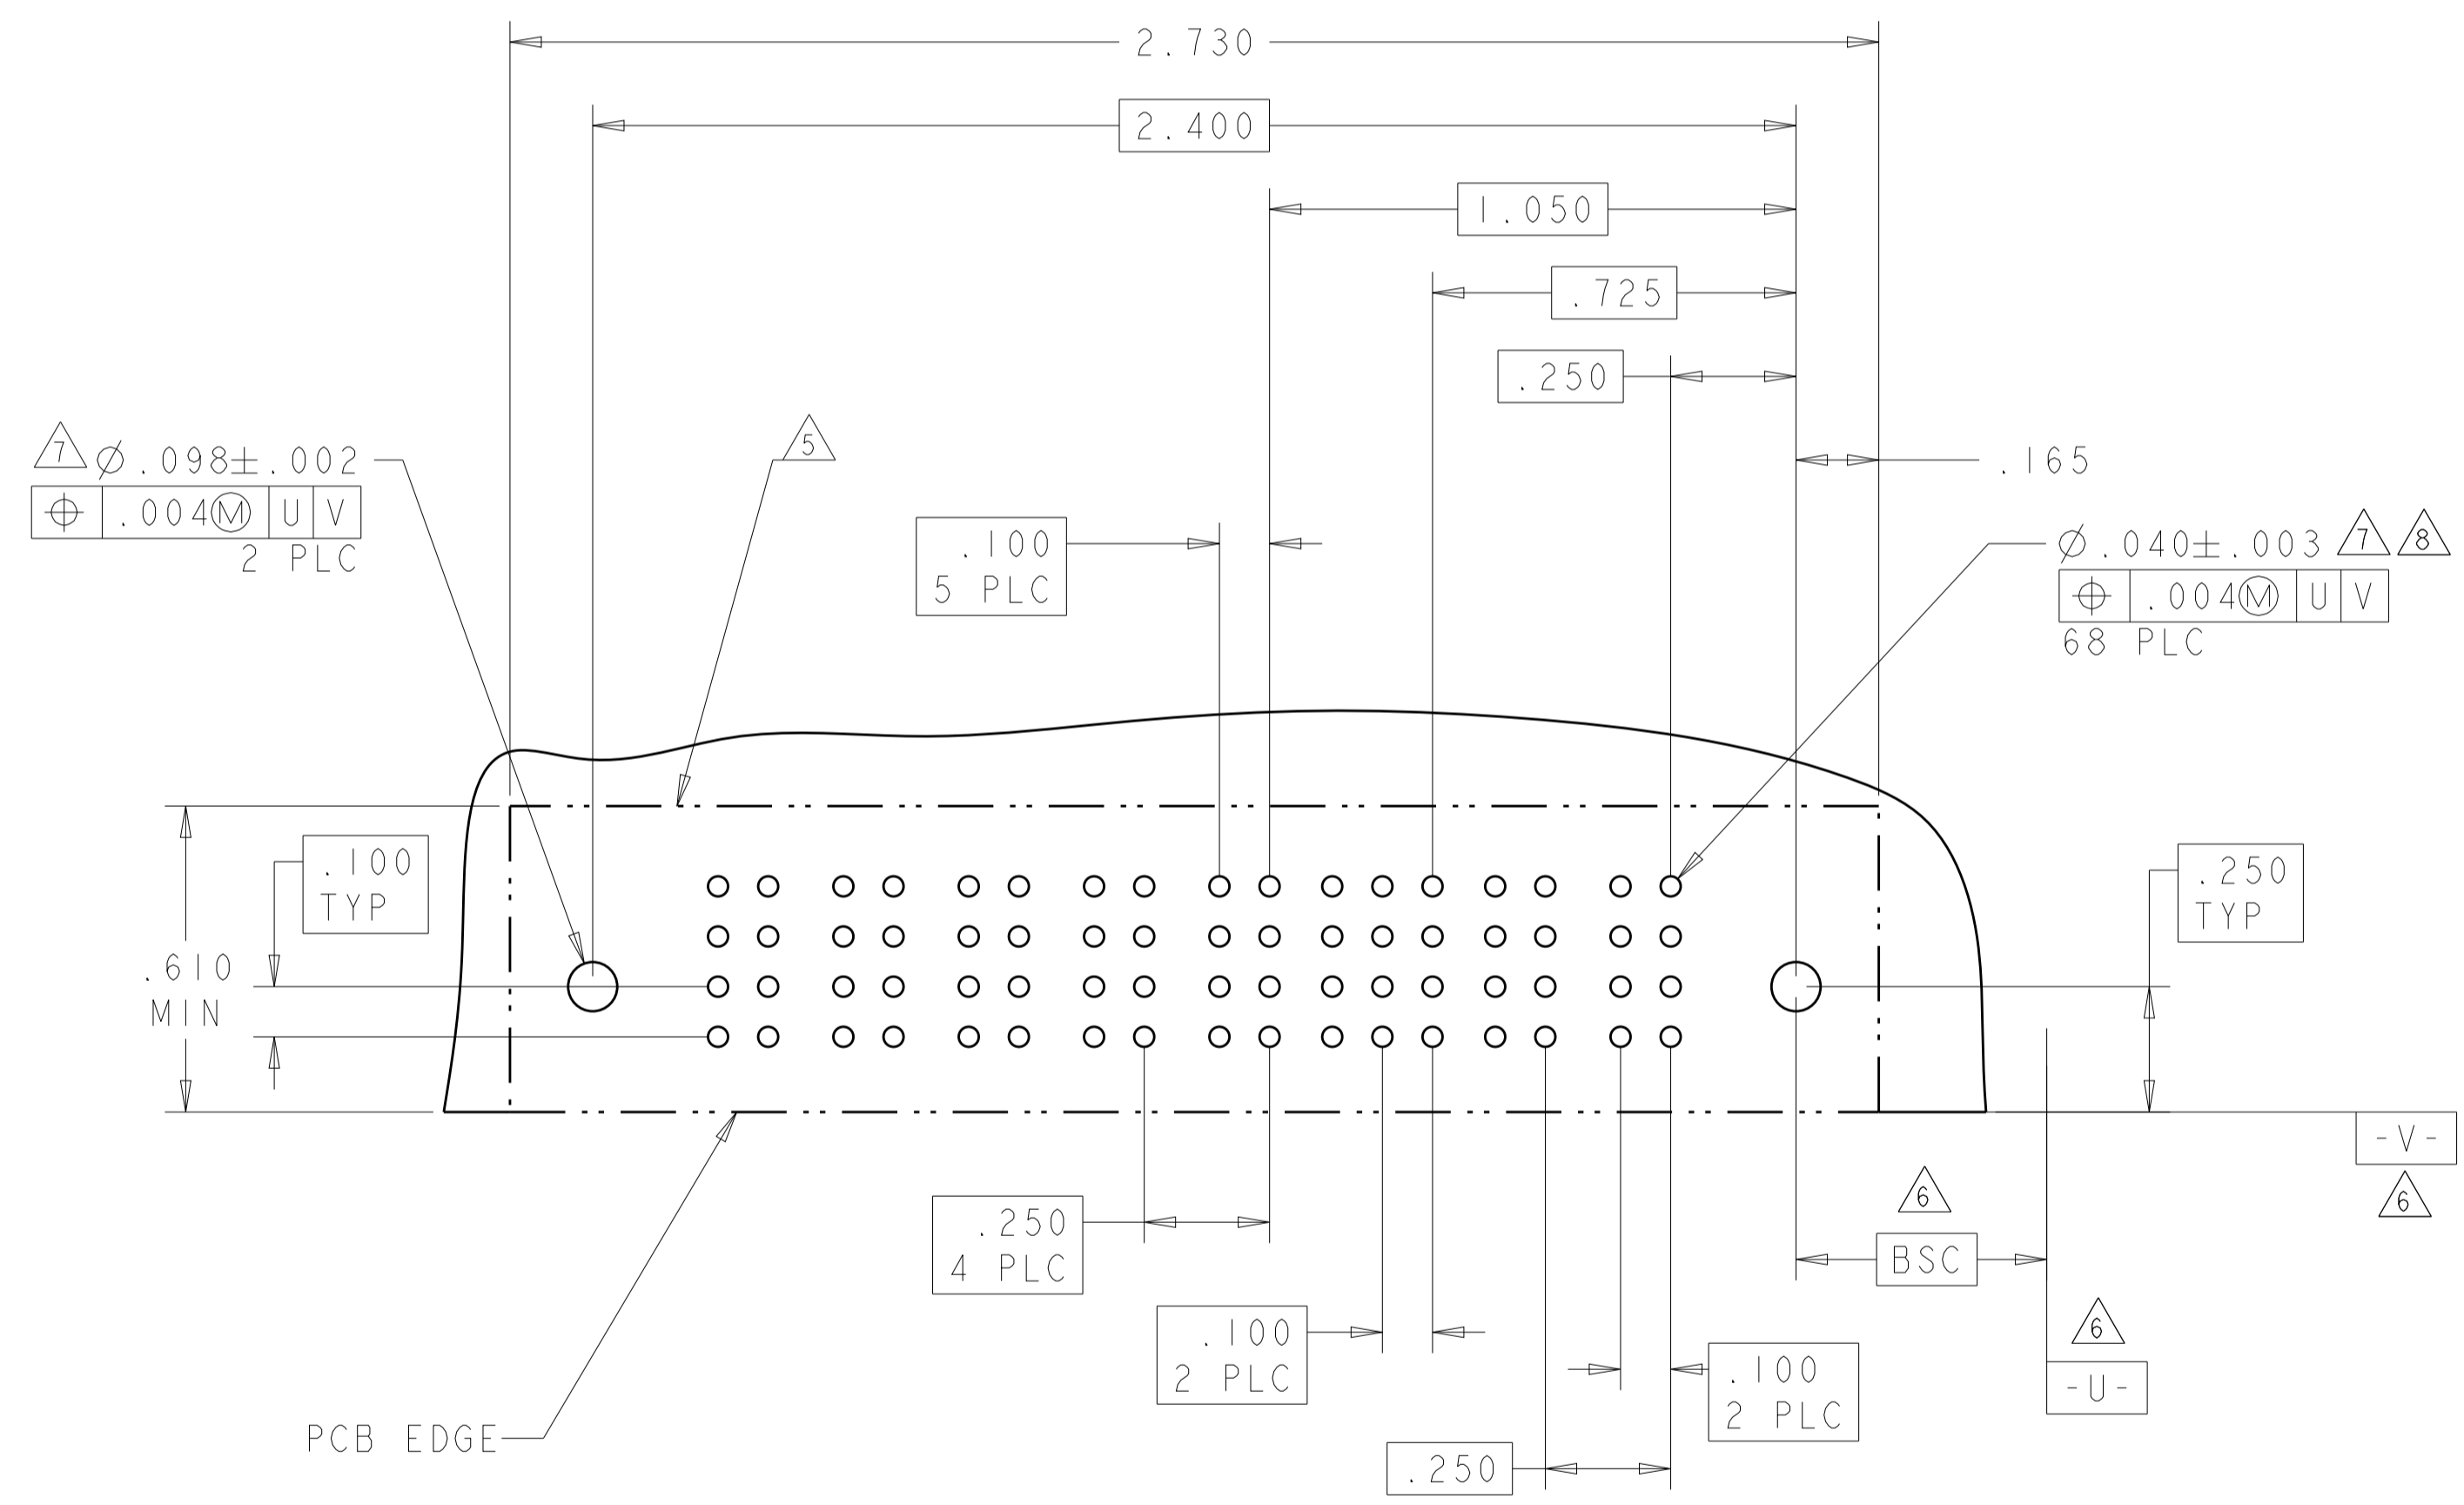 2.730
2.400
1.050
.725
.250
.165
7 ⌀.098±.002
⌖ .004Ⓜ U V
2 PLC
5
.100
5 PLC
⌀.040±.003 7 8
⌖ .004Ⓜ U V
68 PLC
.100
TYP
.610
MIN
.250
TYP
-V-
6
6
BSC
6
-U-
.250
4 PLC
.100
2 PLC
.100
2 PLC
.250
PCB EDGE